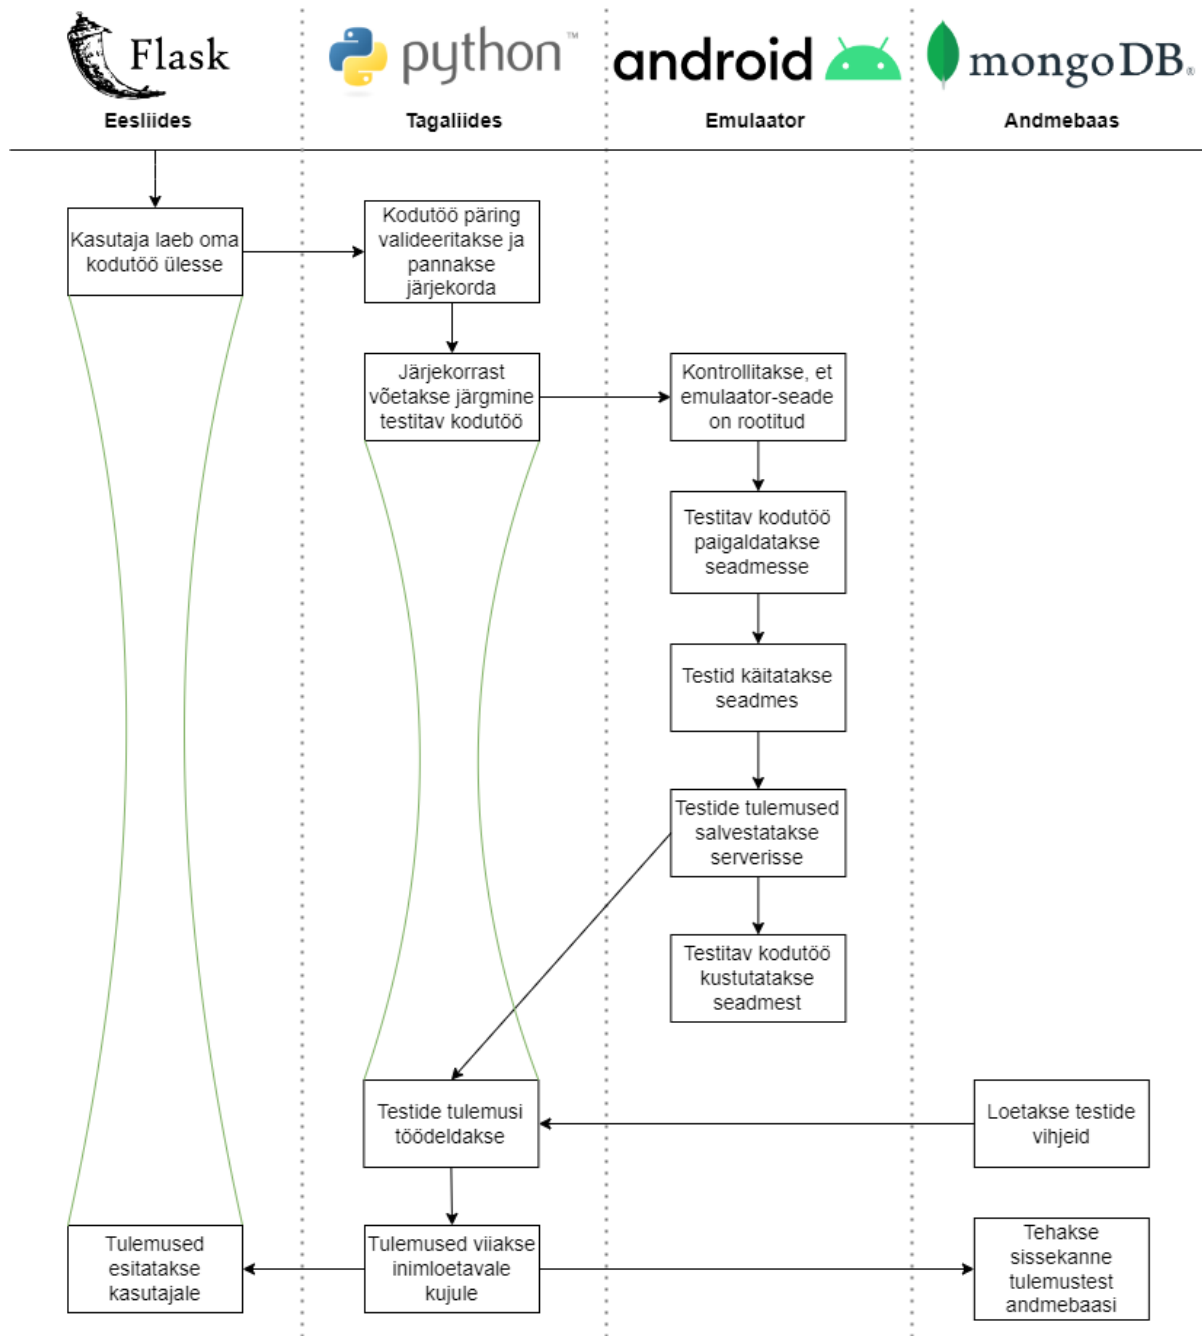 Flask
python™
android
mongoDB®
Eesliides
Tagaliides
Emulaator
Andmebaas
Kasutaja laeb oma
kodutöö ülesse
Kodutöö päring
valideeritakse ja
pannakse
järjekorda
Järjekorrast
võetakse järgmine
testitav kodutöö
Kontrollitakse, et
emulaator-seade
on rootitud
Testitav kodutöö
paigaldatakse
seadmesse
Testid käitatakse
seadmes
Testide tulemused
salvestatakse
serverisse
Testitav kodutöö
kustutatakse
seadmest
Testide tulemusi
töödeldakse
Loetakse testide
vihjeid
Tulemused
esitatakse
kasutajale
Tulemused viiakse
inimloetavale
kujule
Tehakse
sissekanne
tulemustest
andmebaasi